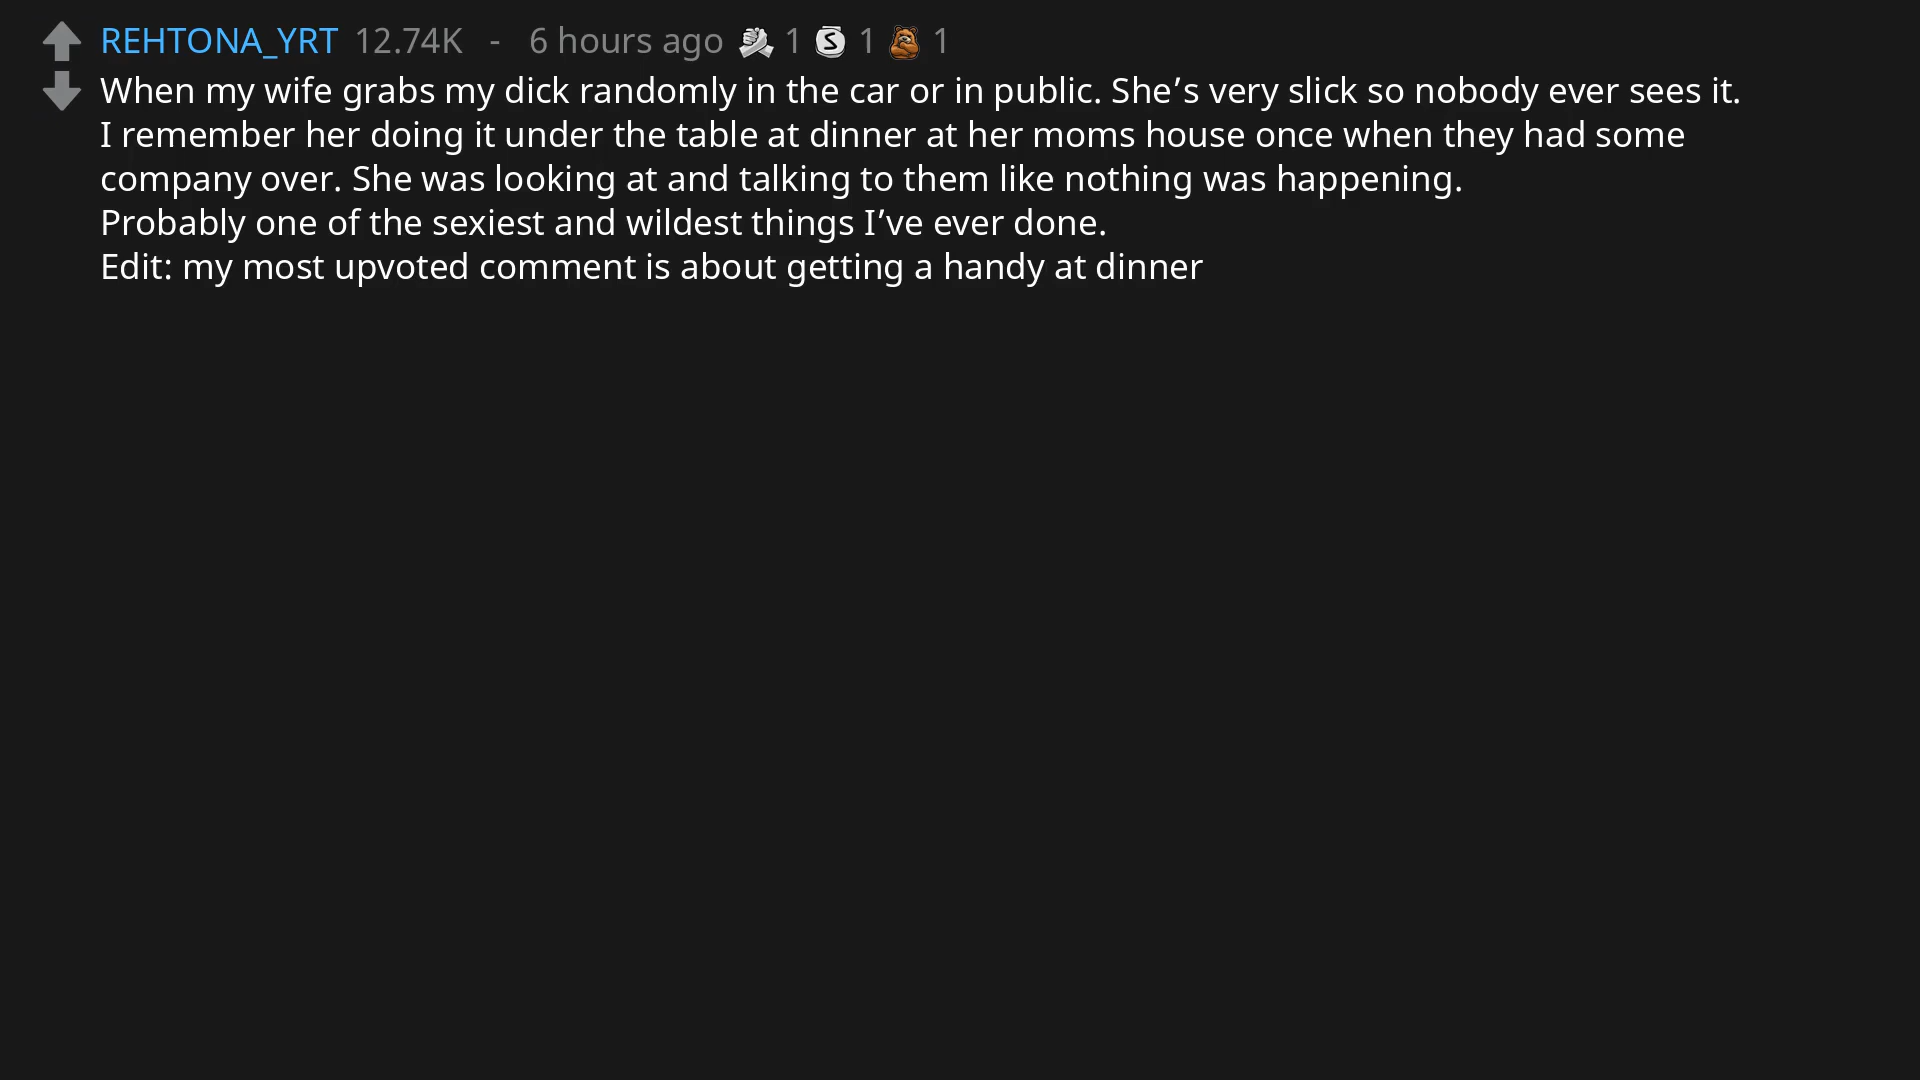 REHTONA_YRT 12.74K - 6 hours ago 1 S 1 1
When my wife grabs my dick randomly in the car or in public. She’s very slick so nobody ever sees it.
I remember her doing it under the table at dinner at her moms house once when they had some
company over. She was looking at and talking to them like nothing was happening.
Probably one of the sexiest and wildest things I’ve ever done.
Edit: my most upvoted comment is about getting a handy at dinner